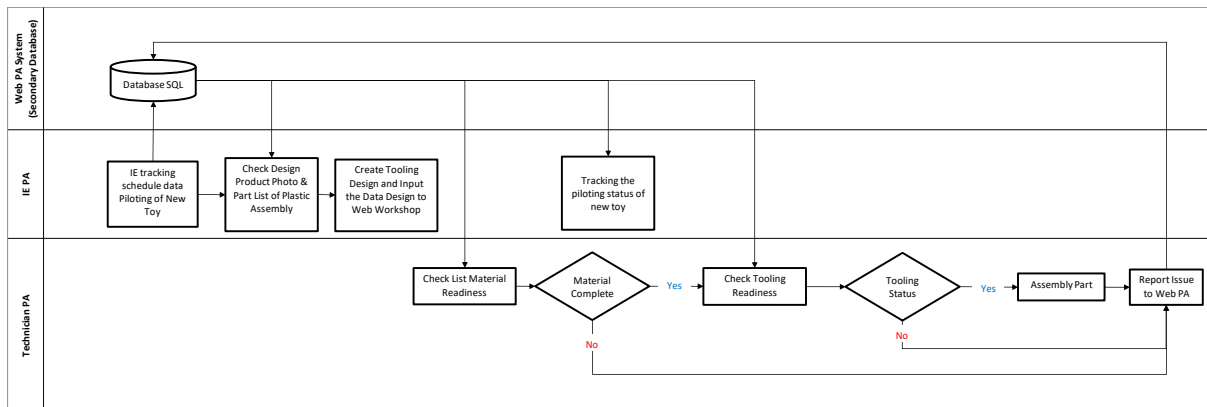 Web PA System
(Secondary Database)
Database SQL
IE PA
IE tracking
schedule data
Piloting of New
Toy
Check Design
Product Photo &
Part List of Plastic
Assembly
Create Tooling
Design and Input
the Data Design to
Web Workshop
Tracking the
piloting status of
new toy
Technician PA
Check List Material
Readiness
Material
Complete
Yes
No
Check Tooling
Readiness
Tooling
Status
Yes
No
Assembly Part
Report Issue
to Web PA